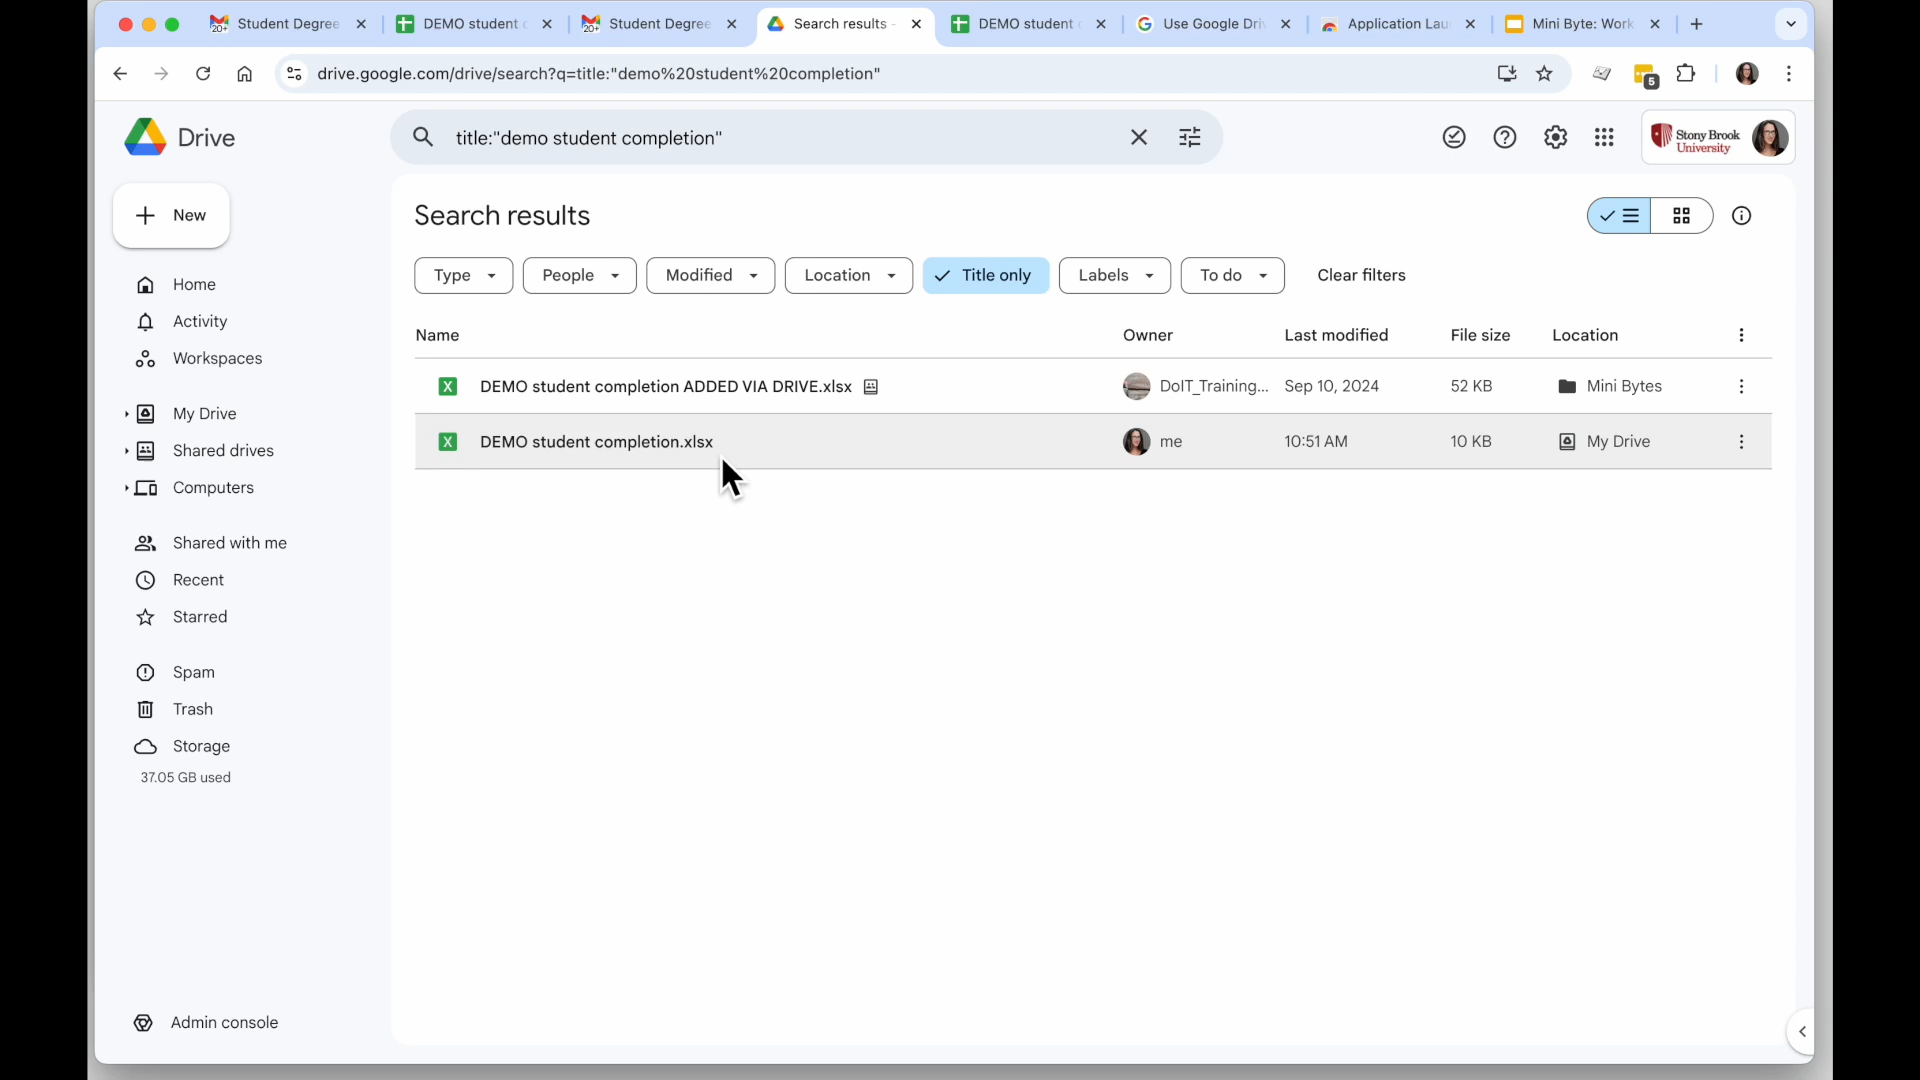 Student Degree
DEMO student c
Student Degree
Search results -
DEMO student c
Use Google Driv
Application Lau
Mini Byte: Work
drive.google.com/drive/search?q=title:"demo%20student%20completion"
5
Drive
title:"demo student completion"
Stony Brook
University
New
Search results
Type
People
Modified
Location
Title only
Labels
To do
Clear filters
Home
Activity
Workspaces
My Drive
Shared drives
Computers
Shared with me
Recent
Starred
Spam
Trash
Storage
37.05 GB used
Admin console
Name Owner Last modified File size Location
DEMO student completion ADDED VIA DRIVE.xlsx DoIT_Training... Sep 10, 2024 52 KB Mini Bytes
DEMO student completion.xlsx me 10:51 AM 10 KB My Drive